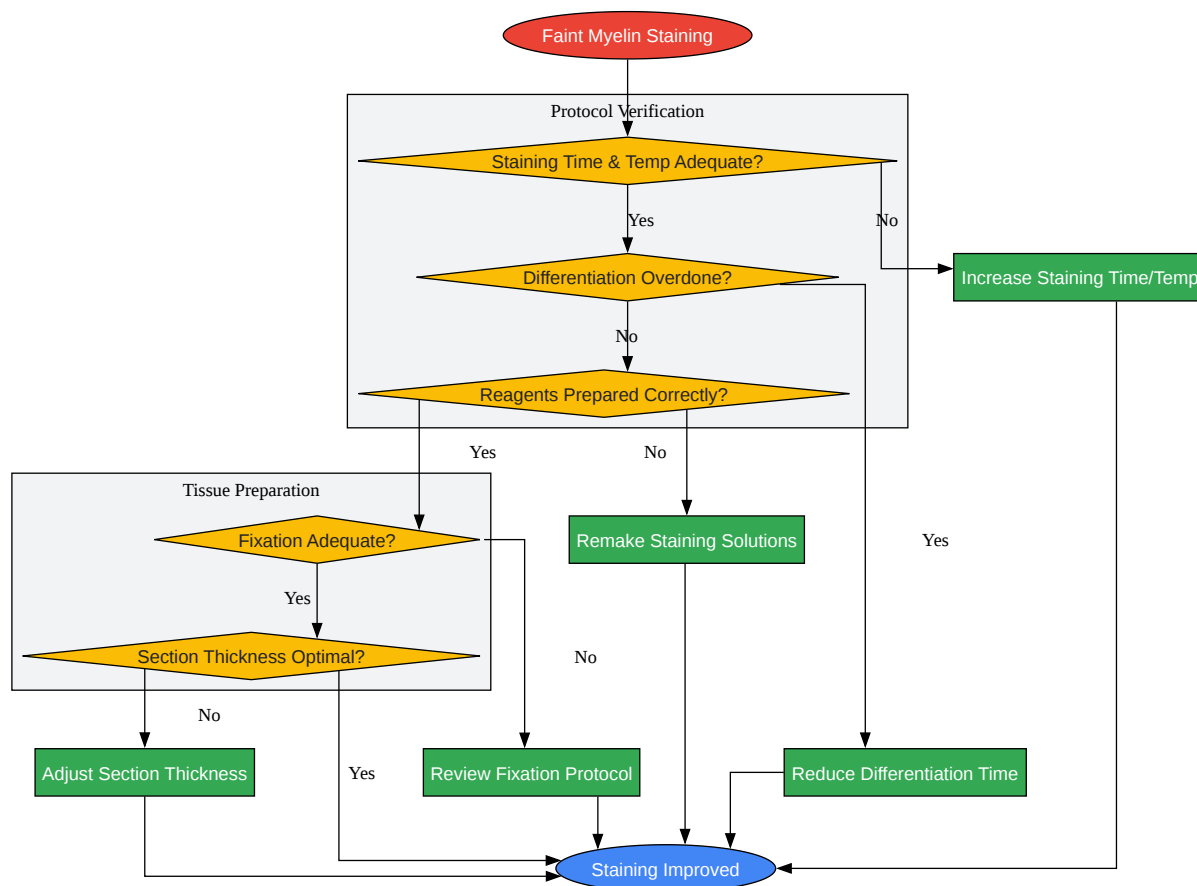 Faint Myelin Staining
Protocol Verification
Staining Time & Temp Adequate?
Yes
No
Differentiation Overdone?
Increase Staining Time/Temp
No
Reagents Prepared Correctly?
Yes
No
Tissue Preparation
Fixation Adequate?
Remake Staining Solutions
Yes
Yes
Section Thickness Optimal?
No
No
Yes
Adjust Section Thickness
Review Fixation Protocol
Reduce Differentiation Time
Staining Improved